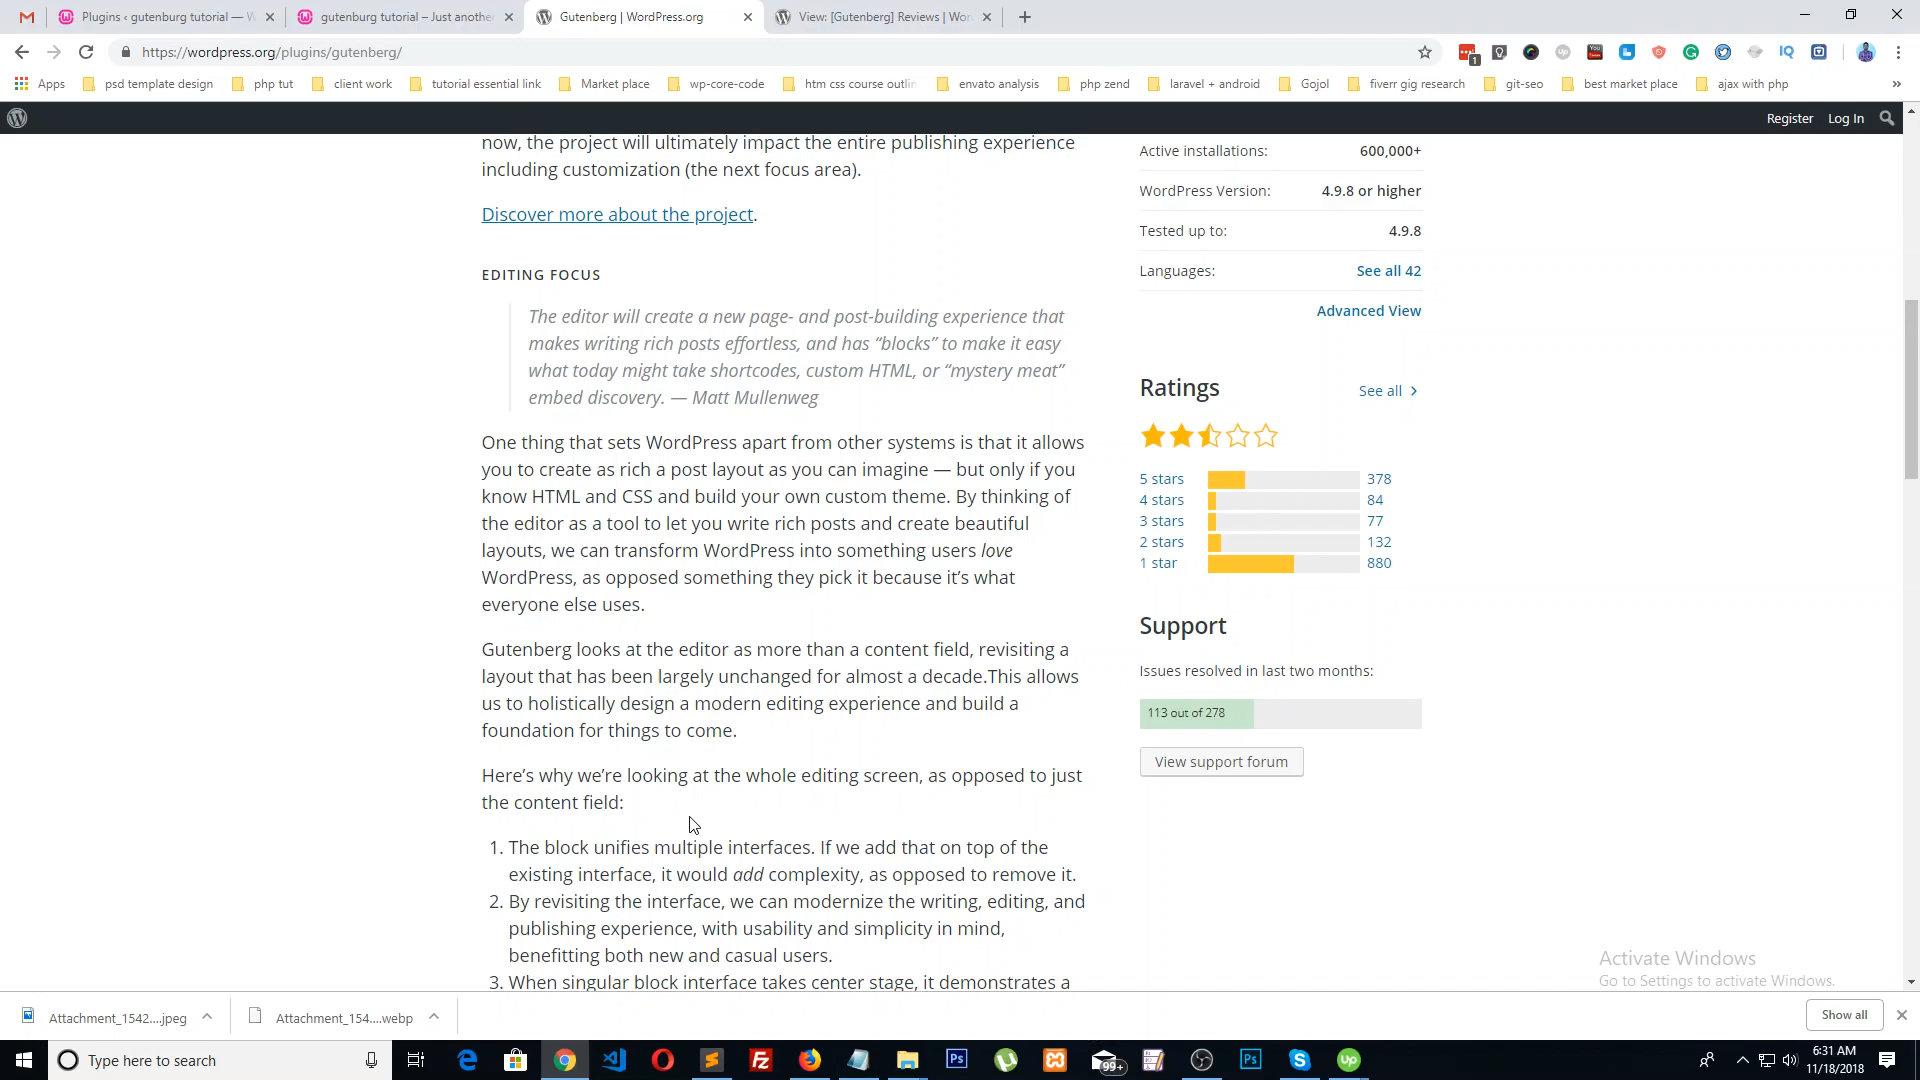 Plugins ‹ gutenburg tutorial — W
gutenburg tutorial – Just another
Gutenberg | WordPress.org
View: [Gutenberg] Reviews | Wor
https://wordpress.org/plugins/gutenberg/
Apps
psd template design
php tut
client work
tutorial essential link
Market place
wp-core-code
htm css course outlin
envato analysis
php zend
laravel + android
Gojol
fiverr gig research
git-seo
best market place
ajax with php
Register
Log In
now, the project will ultimately impact the entire publishing experience
including customization (the next focus area).
Discover more about the project.
EDITING FOCUS
The editor will create a new page- and post-building experience that
makes writing rich posts effortless, and has “blocks” to make it easy
what today might take shortcodes, custom HTML, or “mystery meat”
embed discovery. — Matt Mullenweg
One thing that sets WordPress apart from other systems is that it allows
you to create as rich a post layout as you can imagine — but only if you
know HTML and CSS and build your own custom theme. By thinking of
the editor as a tool to let you write rich posts and create beautiful
layouts, we can transform WordPress into something users love
WordPress, as opposed something they pick it because it’s what
everyone else uses.
Gutenberg looks at the editor as more than a content field, revisiting a
layout that has been largely unchanged for almost a decade.This allows
us to holistically design a modern editing experience and build a
foundation for things to come.
Here’s why we’re looking at the whole editing screen, as opposed to just
the content field:
1. The block unifies multiple interfaces. If we add that on top of the
existing interface, it would add complexity, as opposed to remove it.
2. By revisiting the interface, we can modernize the writing, editing, and
publishing experience, with usability and simplicity in mind,
benefitting both new and casual users.
3. When singular block interface takes center stage, it demonstrates a
Active installations: 600,000+
WordPress Version: 4.9.8 or higher
Tested up to: 4.9.8
Languages: See all 42
Advanced View
Ratings
See all
5 stars 378
4 stars 84
3 stars 77
2 stars 132
1 star 880
Support
Issues resolved in last two months:
113 out of 278
View support forum
Activate Windows
Go to Settings to activate Windows.
Attachment_1542....jpeg
Attachment_154....webp
Show all
Type here to search
99+
6:31 AM
11/18/2018